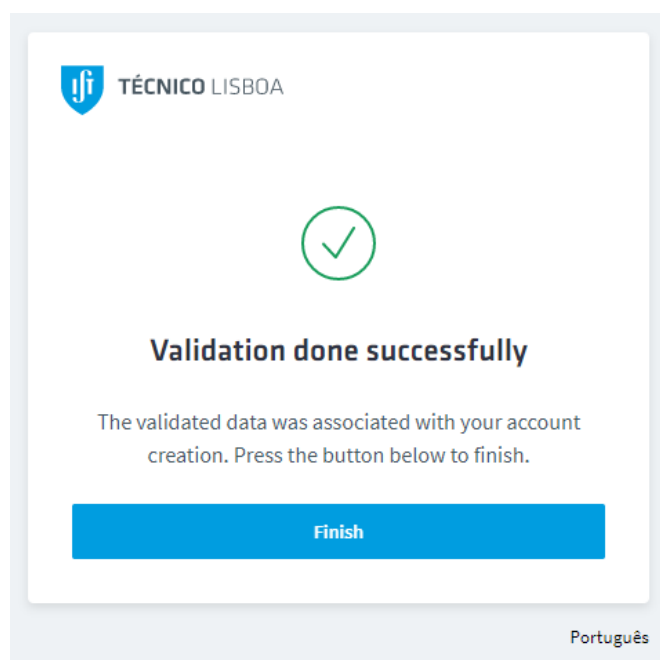 TÉCNICO LISBOA
Validation done successfully
The validated data was associated with your account
creation. Press the button below to finish.
Finish
Português